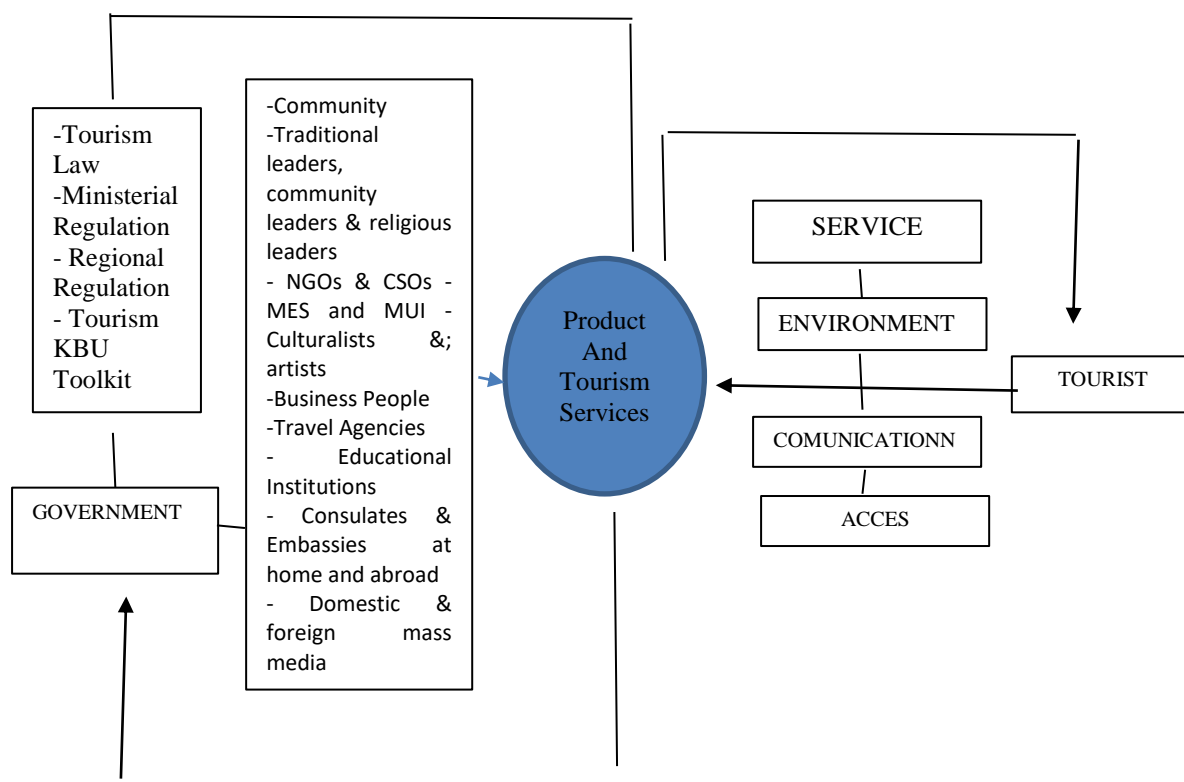 -Tourism
Law
-Ministerial
Regulation
- Regional
Regulation
- Tourism
KBU
Toolkit
GOVERNMENT
-Community
-Traditional
leaders,
community
leaders & religious
leaders
- NGOs & CSOs -
MES and MUI -
Culturalists &;
artists
-Business People
-Travel Agencies
- Educational
Institutions
- Consulates &
Embassies at
home and abroad
- Domestic &
foreign mass
media
Product
And
Tourism
Services
SERVICE
ENVIRONMENT
COMUNICATIONN
ACCES
TOURIST